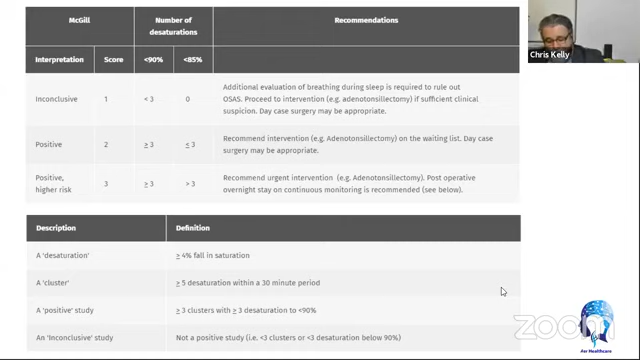 McGill
Number of
desaturations
Recommendations
Interpretation Score <90% <85%
Inconclusive 1 < 3 0 Additional evaluation of breathing during sleep is required to rule out
OSAS. Proceed to intervention (e.g. adenotonsillectomy) if sufficient clinical
suspicion. Day case surgery may be appropriate.
Positive 2 ≥ 3 ≤ 3 Recommend intervention (e.g. Adenotonsillectomy) on the waiting list. Day case
surgery may be appropriate.
Positive,
higher risk 3 ≥ 3 > 3 Recommend urgent intervention (e.g. Adenotonsillectomy). Post operative
overnight stay on continuous monitoring is recommended (see below).
Description Definition
A 'desaturation' ≥ 4% fall in saturation
A 'cluster' ≥ 5 desaturation within a 30 minute period
A 'positive' study ≥ 3 clusters with ≥ 3 desaturation to <90%
An 'Inconclusive' study Not a positive study (i.e. <3 clusters or <3 desaturation below 90%)
Chris Kelly
zoom
Aer Healthcare